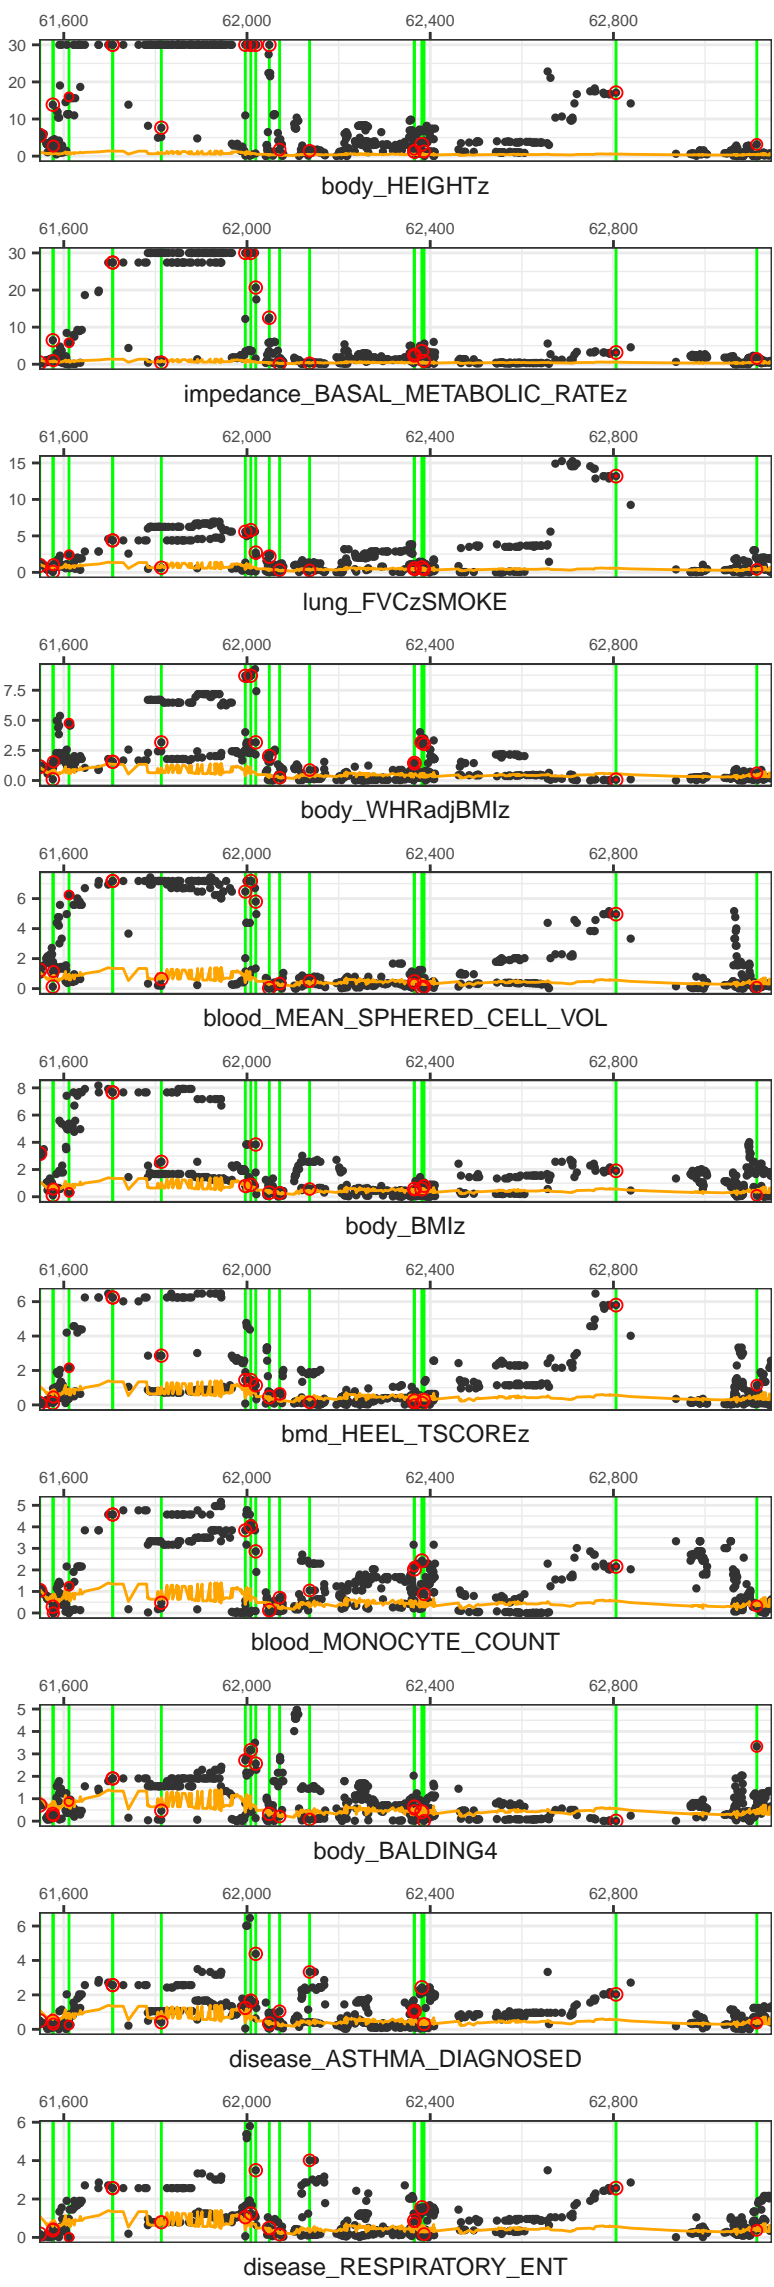 61,600 62,000 62,400 62,800
30
20
10
0
body_HEIGHTz
61,600 62,000 62,400 62,800
30
20
10
0
impedance_BASAL_METABOLIC_RATEz
61,600 62,000 62,400 62,800
15
10
5
0
lung_FVCzSMOKE
61,600 62,000 62,400 62,800
7.5
5.0
2.5
0.0
body_WHRadjBMIz
61,600 62,000 62,400 62,800
6
4
2
0
blood_MEAN_SPHERED_CELL_VOL
61,600 62,000 62,400 62,800
8
6
4
2
0
body_BMIz
61,600 62,000 62,400 62,800
6
4
2
0
bmd_HEEL_TSCOREz
61,600 62,000 62,400 62,800
5
4
3
2
1
0
blood_MONOCYTE_COUNT
61,600 62,000 62,400 62,800
5
4
3
2
1
0
body_BALDING4
61,600 62,000 62,400 62,800
6
4
2
0
disease_ASTHMA_DIAGNOSED
61,600 62,000 62,400 62,800
6
4
2
0
disease_RESPIRATORY_ENT